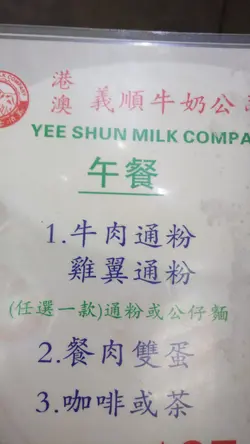 港澳 義順牛奶公
YEE SHUN MILK COMPA
午餐
1.牛肉通粉
雞翼通粉
(任選一款)通粉或公仔麵
2.餐肉雙蛋
3.咖啡或茶